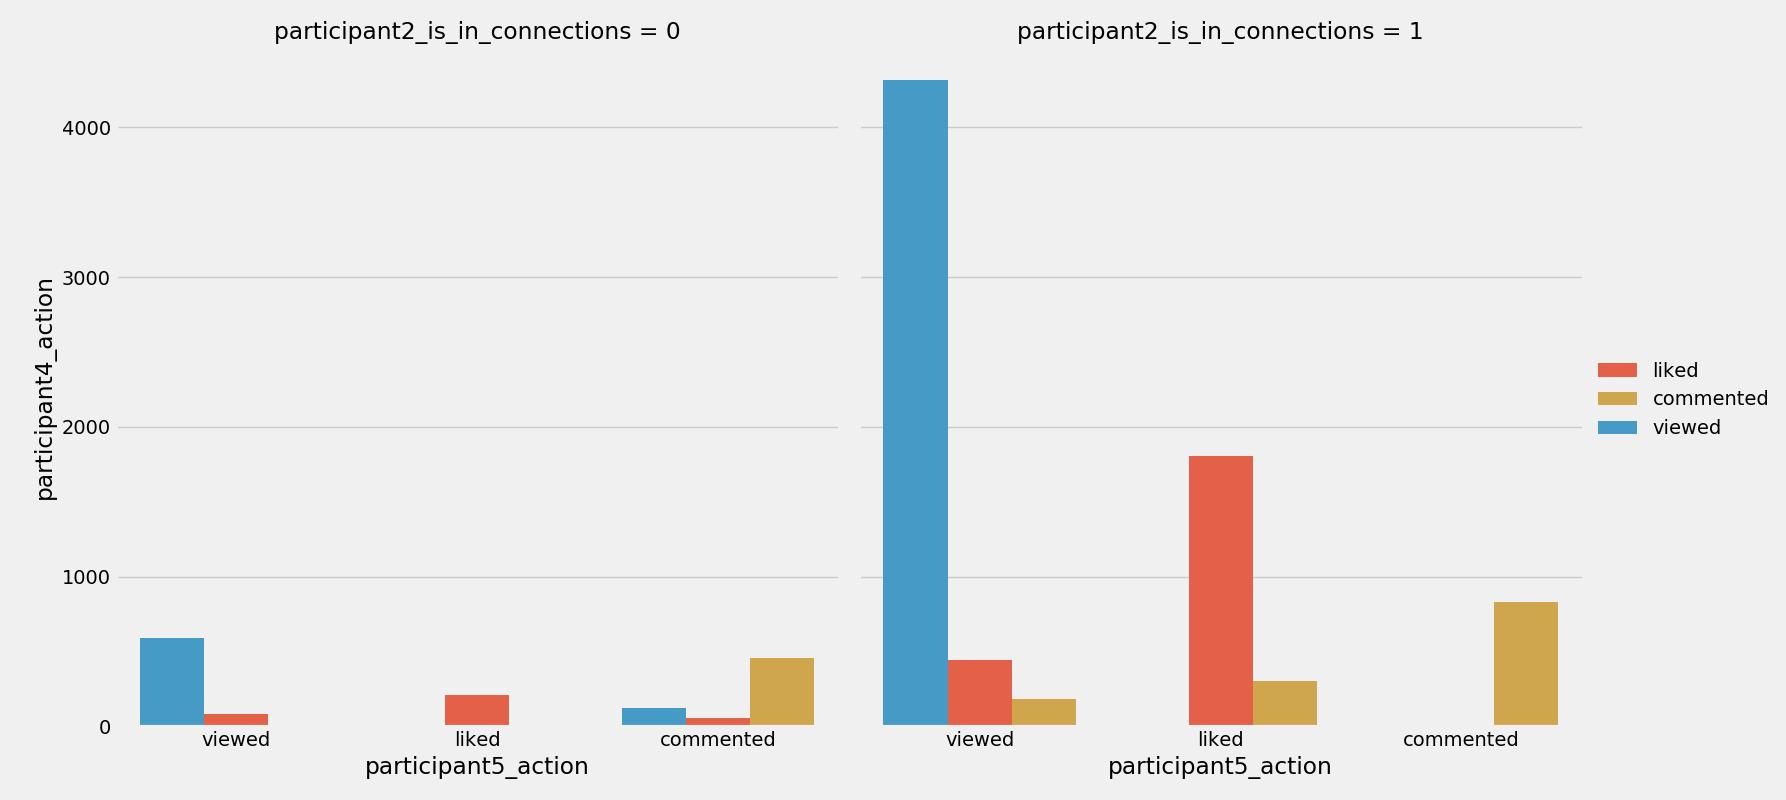 participant2_is_in_connections = 0
participant2_is_in_connections = 1
participant4_action
4000
3000
2000
1000
0
viewed
liked
commented
participant5_action
viewed
liked
commented
participant5_action
liked
commented
viewed